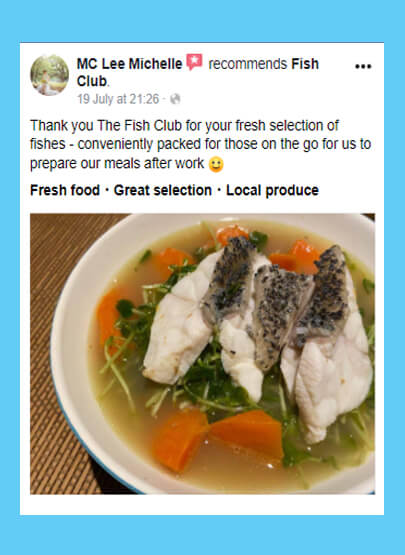 MC Lee Michelle recommends Fish
Club.
19 July at 21:26 ·
Thank you The Fish Club for your fresh selection of
fishes - conveniently packed for those on the go for us to
prepare our meals after work 🙂
Fresh food · Great selection · Local produce